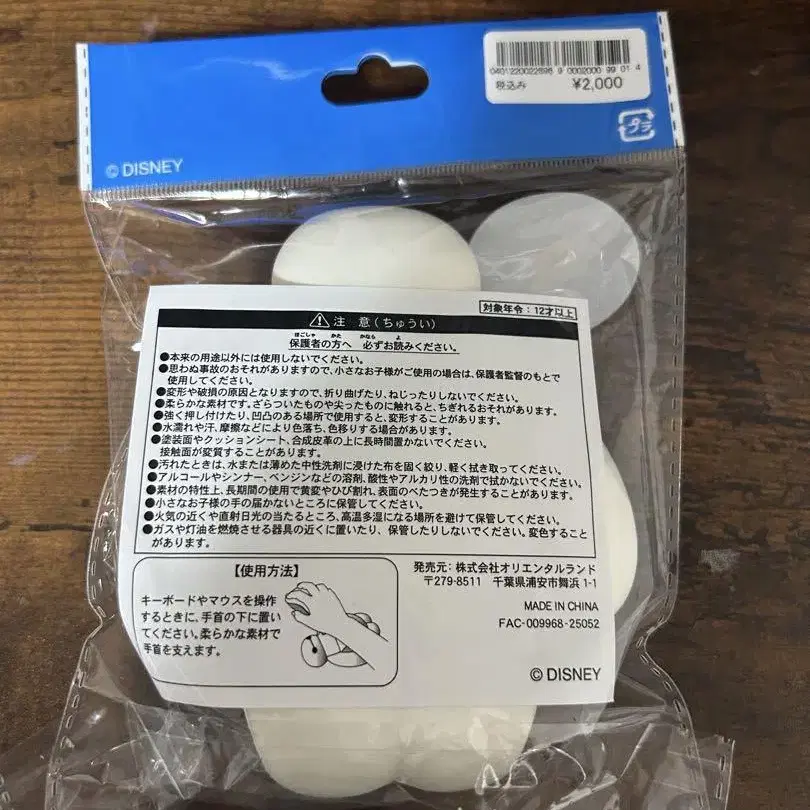 0401220022696 9 0002000 99 01 4
税込み ¥2,000
プラ
© DISNEY
対象年令：12才以上
⚠注 意(ちゅうい)
ほごしゃ かた かなら よ
保護者の方へ 必ずお読みください。
●本来の用途以外には使用しないでください。
●思わぬ事故のおそれがありますので、小さなお子様がご使用の場合は、保護者監督のもとで
使用してください。
●変形や破損の原因となりますので、折り曲げたり、ねじったりしないでください。
●柔らかな素材です。ざらついたものや尖ったものに触れると、ちぎれるおそれがあります。
●強く押し付けたり、凹凸のある場所で使用すると、変形することがあります。
●水濡れや汗、摩擦などにより色落ち、色移りする場合があります。
●塗装面やクッションシート、合成皮革の上に長時間置かないでください。
接触面が変質することがあります。
●汚れたときは、水または薄めた中性洗剤に浸けた布を固く絞り、軽く拭き取ってください。
●アルコールやシンナー、ベンジンなどの溶剤、酸性やアルカリ性の洗剤で拭かないでください。
●素材の特性上、長期間の使用で黄変やひび割れ、表面のべたつきが発生することがあります。
●小さなお子様の手の届かないところに保管してください。
●火気の近くや直射日光の当たるところ、高温多湿になる場所を避けて保管してください。
●ガスや灯油を燃焼させる器具の近くに置いたり、保管したりしないでください。変色すること
があります。
【使用方法】
キーボードやマウスを操作
するときに、手首の下に置い
てください。柔らかな素材で
手首を支えます。
発売元：株式会社オリエンタルランド
〒279-8511 千葉県浦安市舞浜 1-1
MADE IN CHINA
FAC-009968-25052
© DISNEY